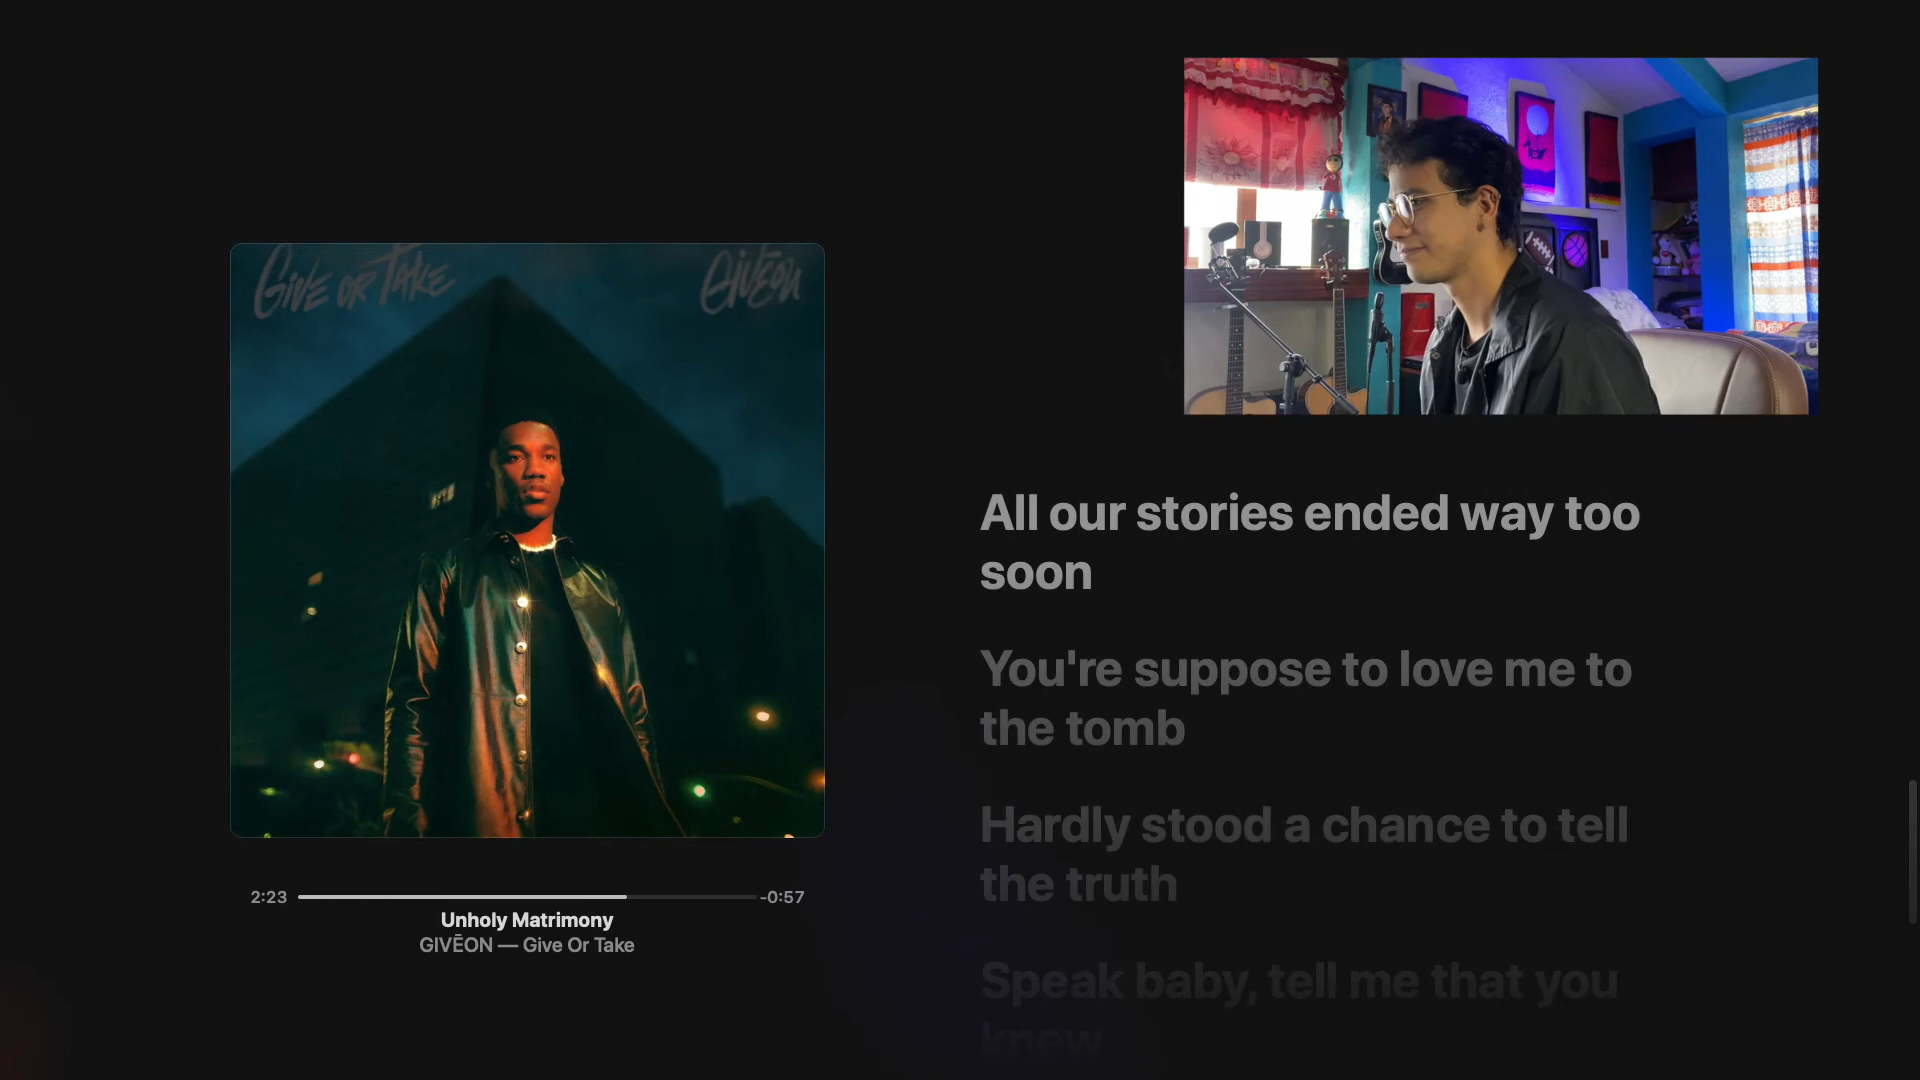 GIVE OR TAKE
GIVĒON
2:23
-0:57
Unholy Matrimony
GIVĒON — Give Or Take
All our stories ended way too
soon
You're suppose to love me to
the tomb
Hardly stood a chance to tell
the truth
Speak baby, tell me that you
knew